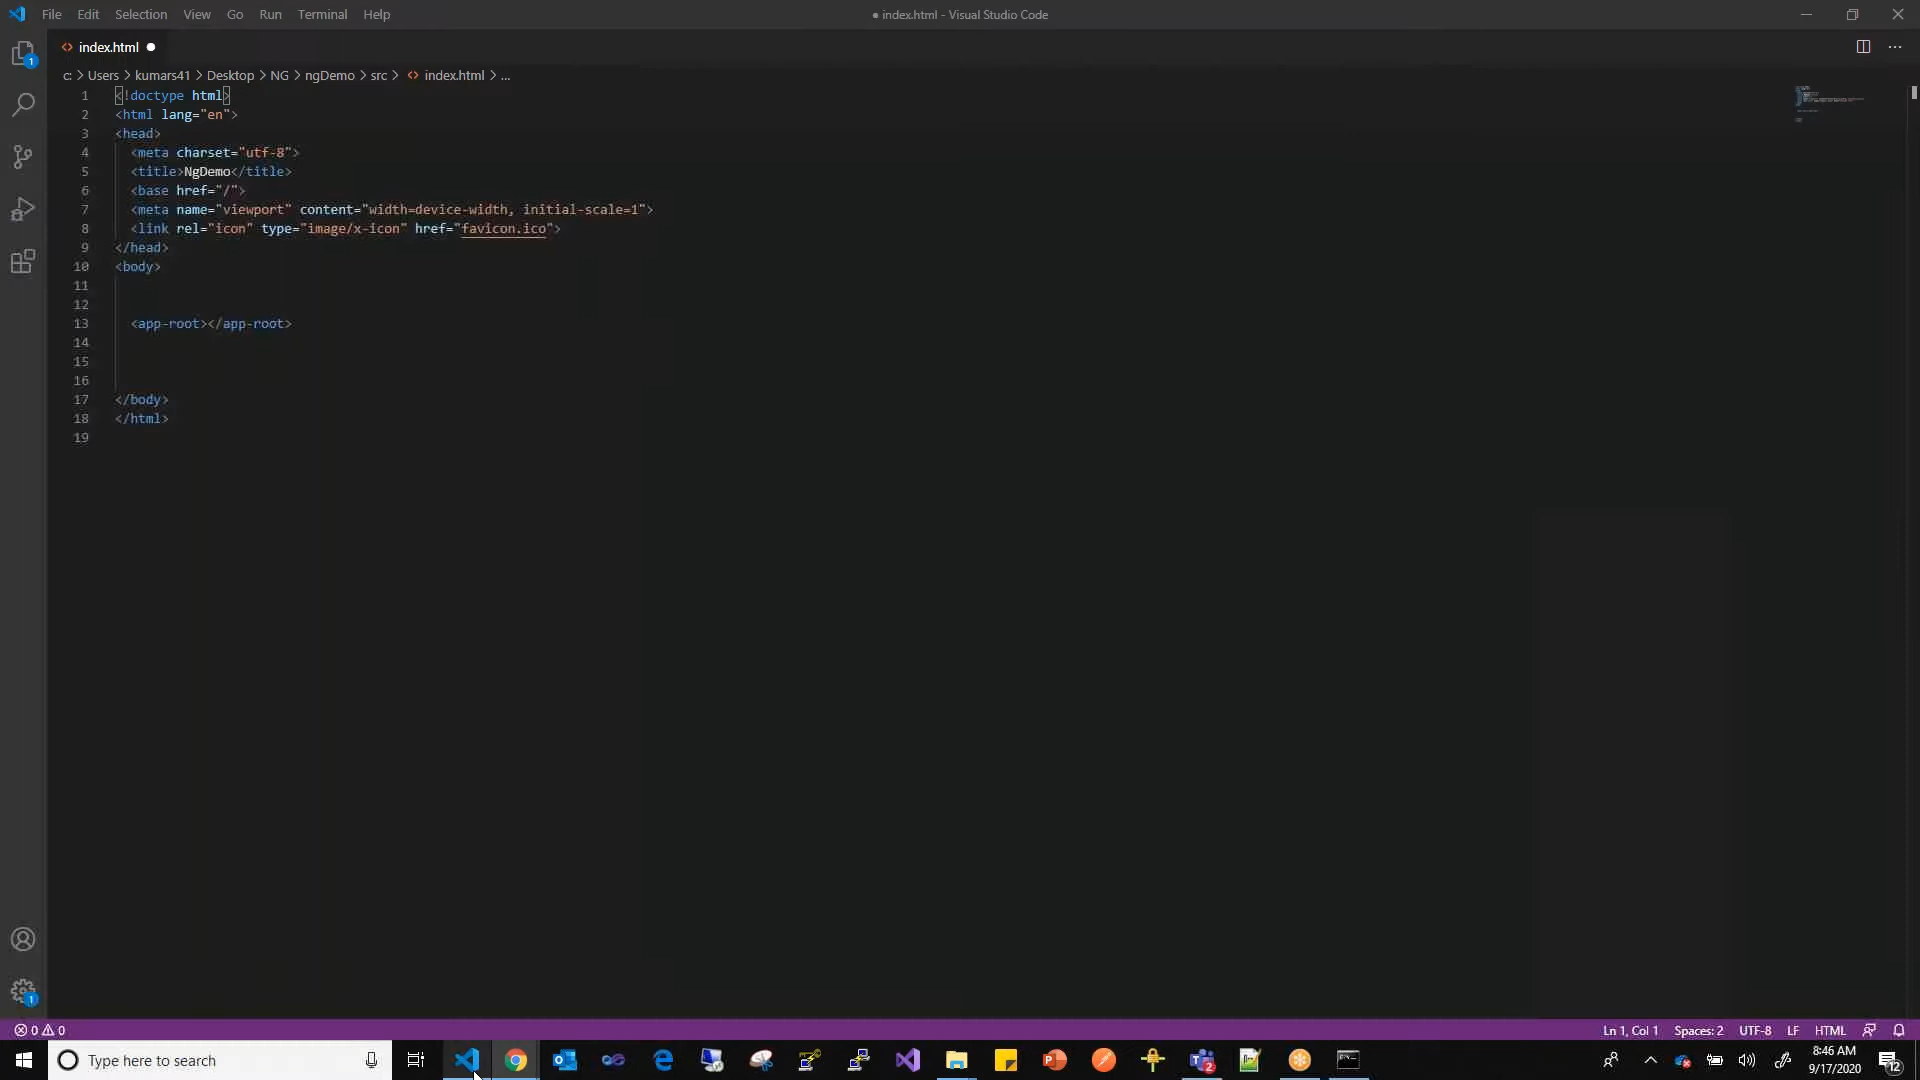 File Edit Selection View Go Run Terminal Help
● index.html - Visual Studio Code
index.html ●
c: > Users > kumars41 > Desktop > NG > ngDemo > src > <> index.html > ...
1 <!doctype html>
2 <html lang="en">
3 <head>
4 <meta charset="utf-8">
5 <title>NgDemo</title>
6 <base href="/">
7 <meta name="viewport" content="width=device-width, initial-scale=1">
8 <link rel="icon" type="image/x-icon" href="favicon.ico">
9 </head>
10 <body>
11
12
13 <app-root></app-root>
14
15
16
17 </body>
18 </html>
19
1
1
0 0
Ln 1, Col 1 Spaces: 2 UTF-8 LF HTML
Type here to search
2
8:46 AM
9/17/2020
12